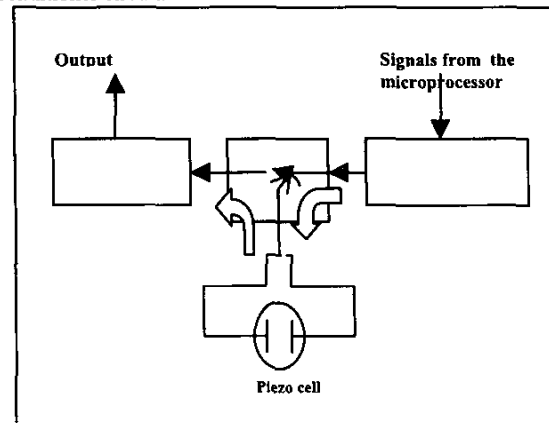 Output
Signals from the
microprocessor
Piezo cell